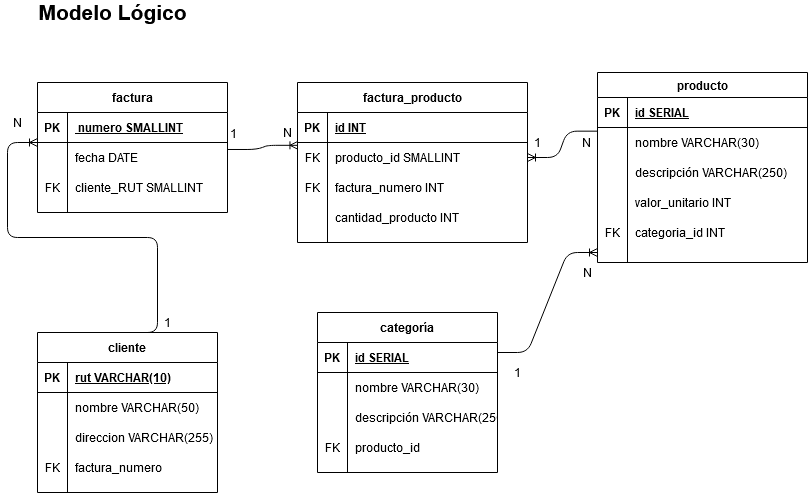 Modelo Lógico
factura
PK numero SMALLINT
fecha DATE
FK cliente_RUT SMALLINT
N
1
N
factura_producto
PK id INT
FK producto_id SMALLINT
FK factura_numero INT
cantidad_producto INT
1
N
producto
PK id SERIAL
nombre VARCHAR(30)
descripción VARCHAR(250)
valor_unitario INT
FK categoria_id INT
N
1
cliente
PK rut VARCHAR(10)
nombre VARCHAR(50)
direccion VARCHAR(255)
FK factura_numero
1
categoría
PK id SERIAL
nombre VARCHAR(30)
descripción VARCHAR(25
FK producto_id